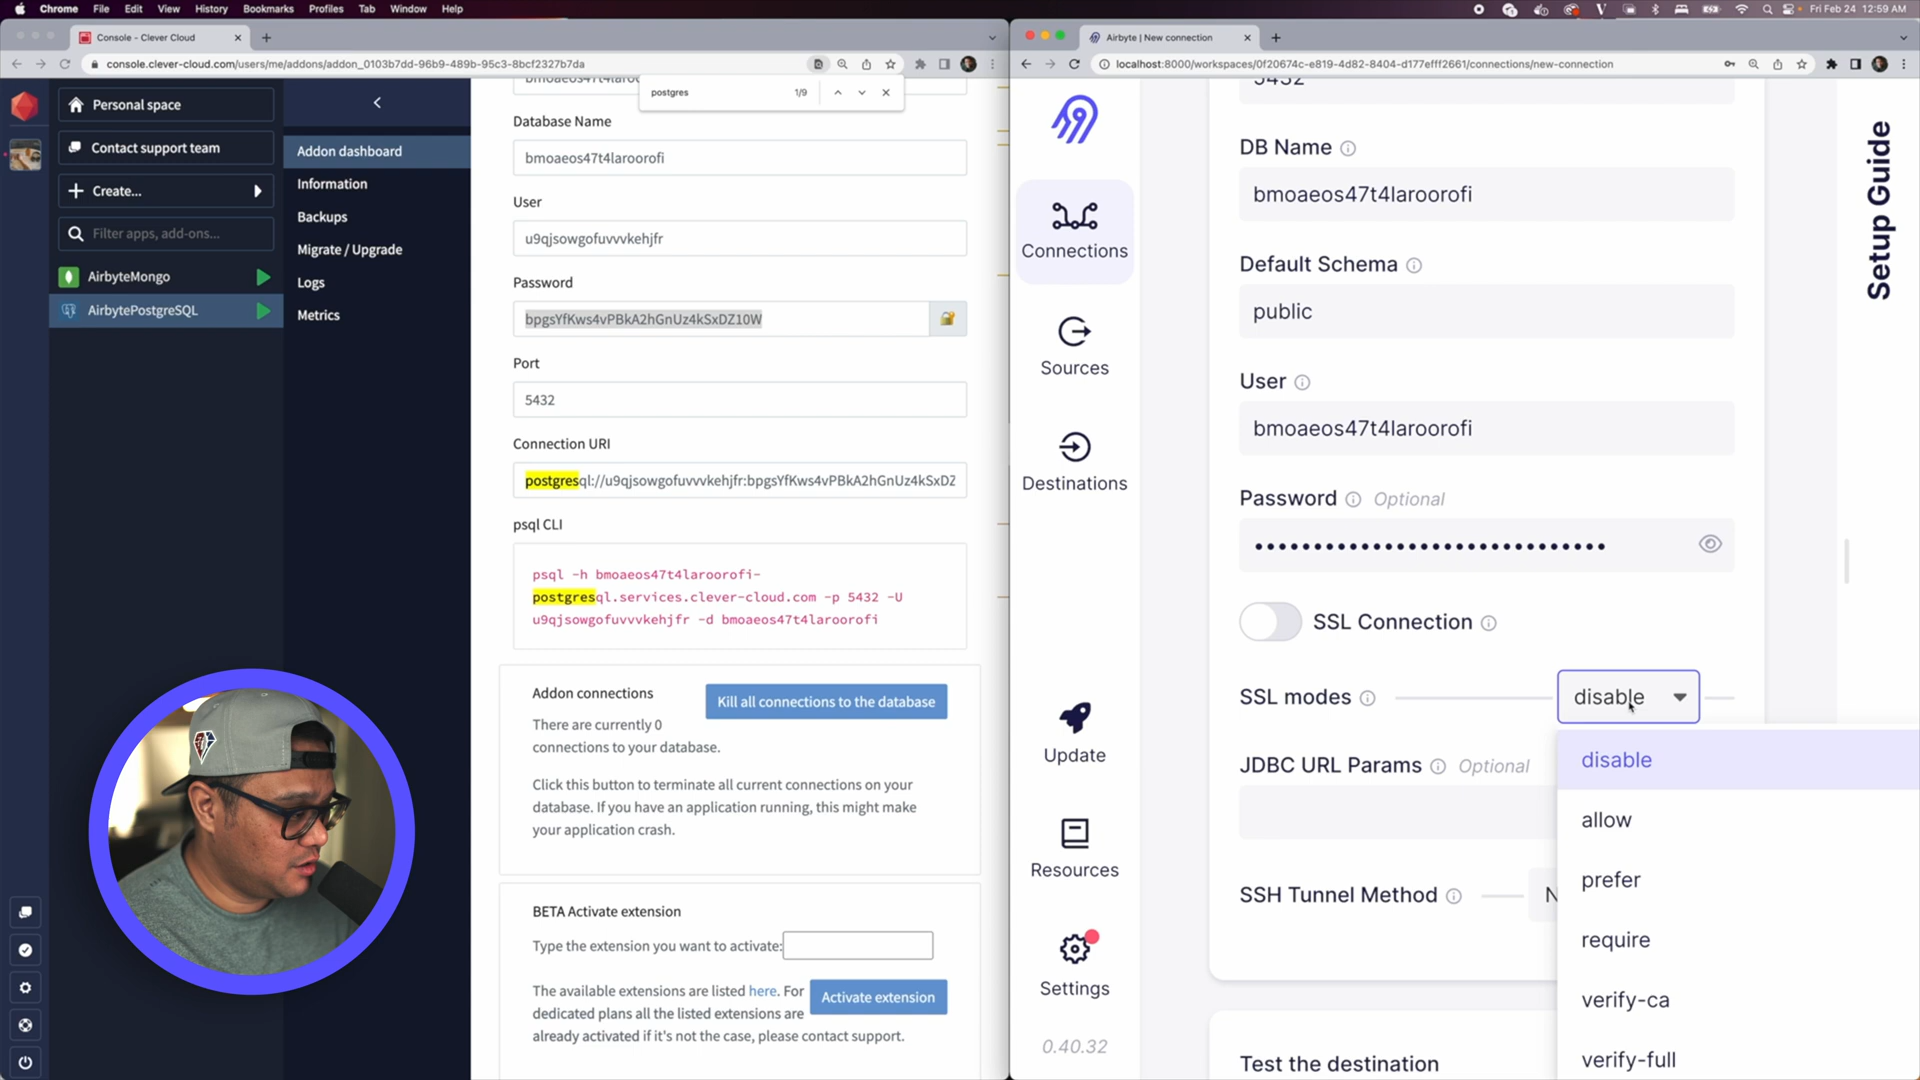 Chrome File Edit View History Bookmarks Profiles Tab Window Help
Fri Feb 24 12:59 AM
Console - Clever Cloud
console.clever-cloud.com/users/me/addons/addon_0103b7dd-96b9-489b-95c3-8bcf2327b7da
postgres 1/9
Personal space
Contact support team
Create...
Filter apps, add-ons...
AirbyteMongo
AirbytePostgreSQL
Addon dashboard
Information
Backups
Migrate / Upgrade
Logs
Metrics
Database Name
bmoaeos47t4laroorofi
User
u9qjsowgofuvvvkehjfr
Password
bpgsYfKws4vPBkA2hGnUz4kSxDZ10W
Port
5432
Connection URI
postgresql://u9qjsowgofuvvvkehjfr:bpgsYfKws4vPBkA2hGnUz4kSxDZ
psql CLI
psql -h bmoaeos47t4laroorofi-
postgresql.services.clever-cloud.com -p 5432 -U
u9qjsowgofuvvvkehjfr -d bmoaeos47t4laroorofi
Addon connections
Kill all connections to the database
There are currently 0
connections to your database.
Click this button to terminate all current connections on your
database. If you have an application running, this might make
your application crash.
BETA Activate extension
Type the extension you want to activate:
The available extensions are listed here. For
dedicated plans all the listed extensions are
already activated if it's not the case, please contact support.
Activate extension
Airbyte | New connection
localhost:8000/workspaces/0f20674c-e819-4d82-8404-d177efff2661/connections/new-connection
Connections
Sources
Destinations
Update
Resources
Settings
0.40.32
5432
DB Name
bmoaeos47t4laroorofi
Default Schema
public
User
bmoaeos47t4laroorofi
Password Optional
SSL Connection
SSL modes
disable
JDBC URL Params Optional
SSH Tunnel Method
N
disable
allow
prefer
require
verify-ca
verify-full
Test the destination
Setup Guide